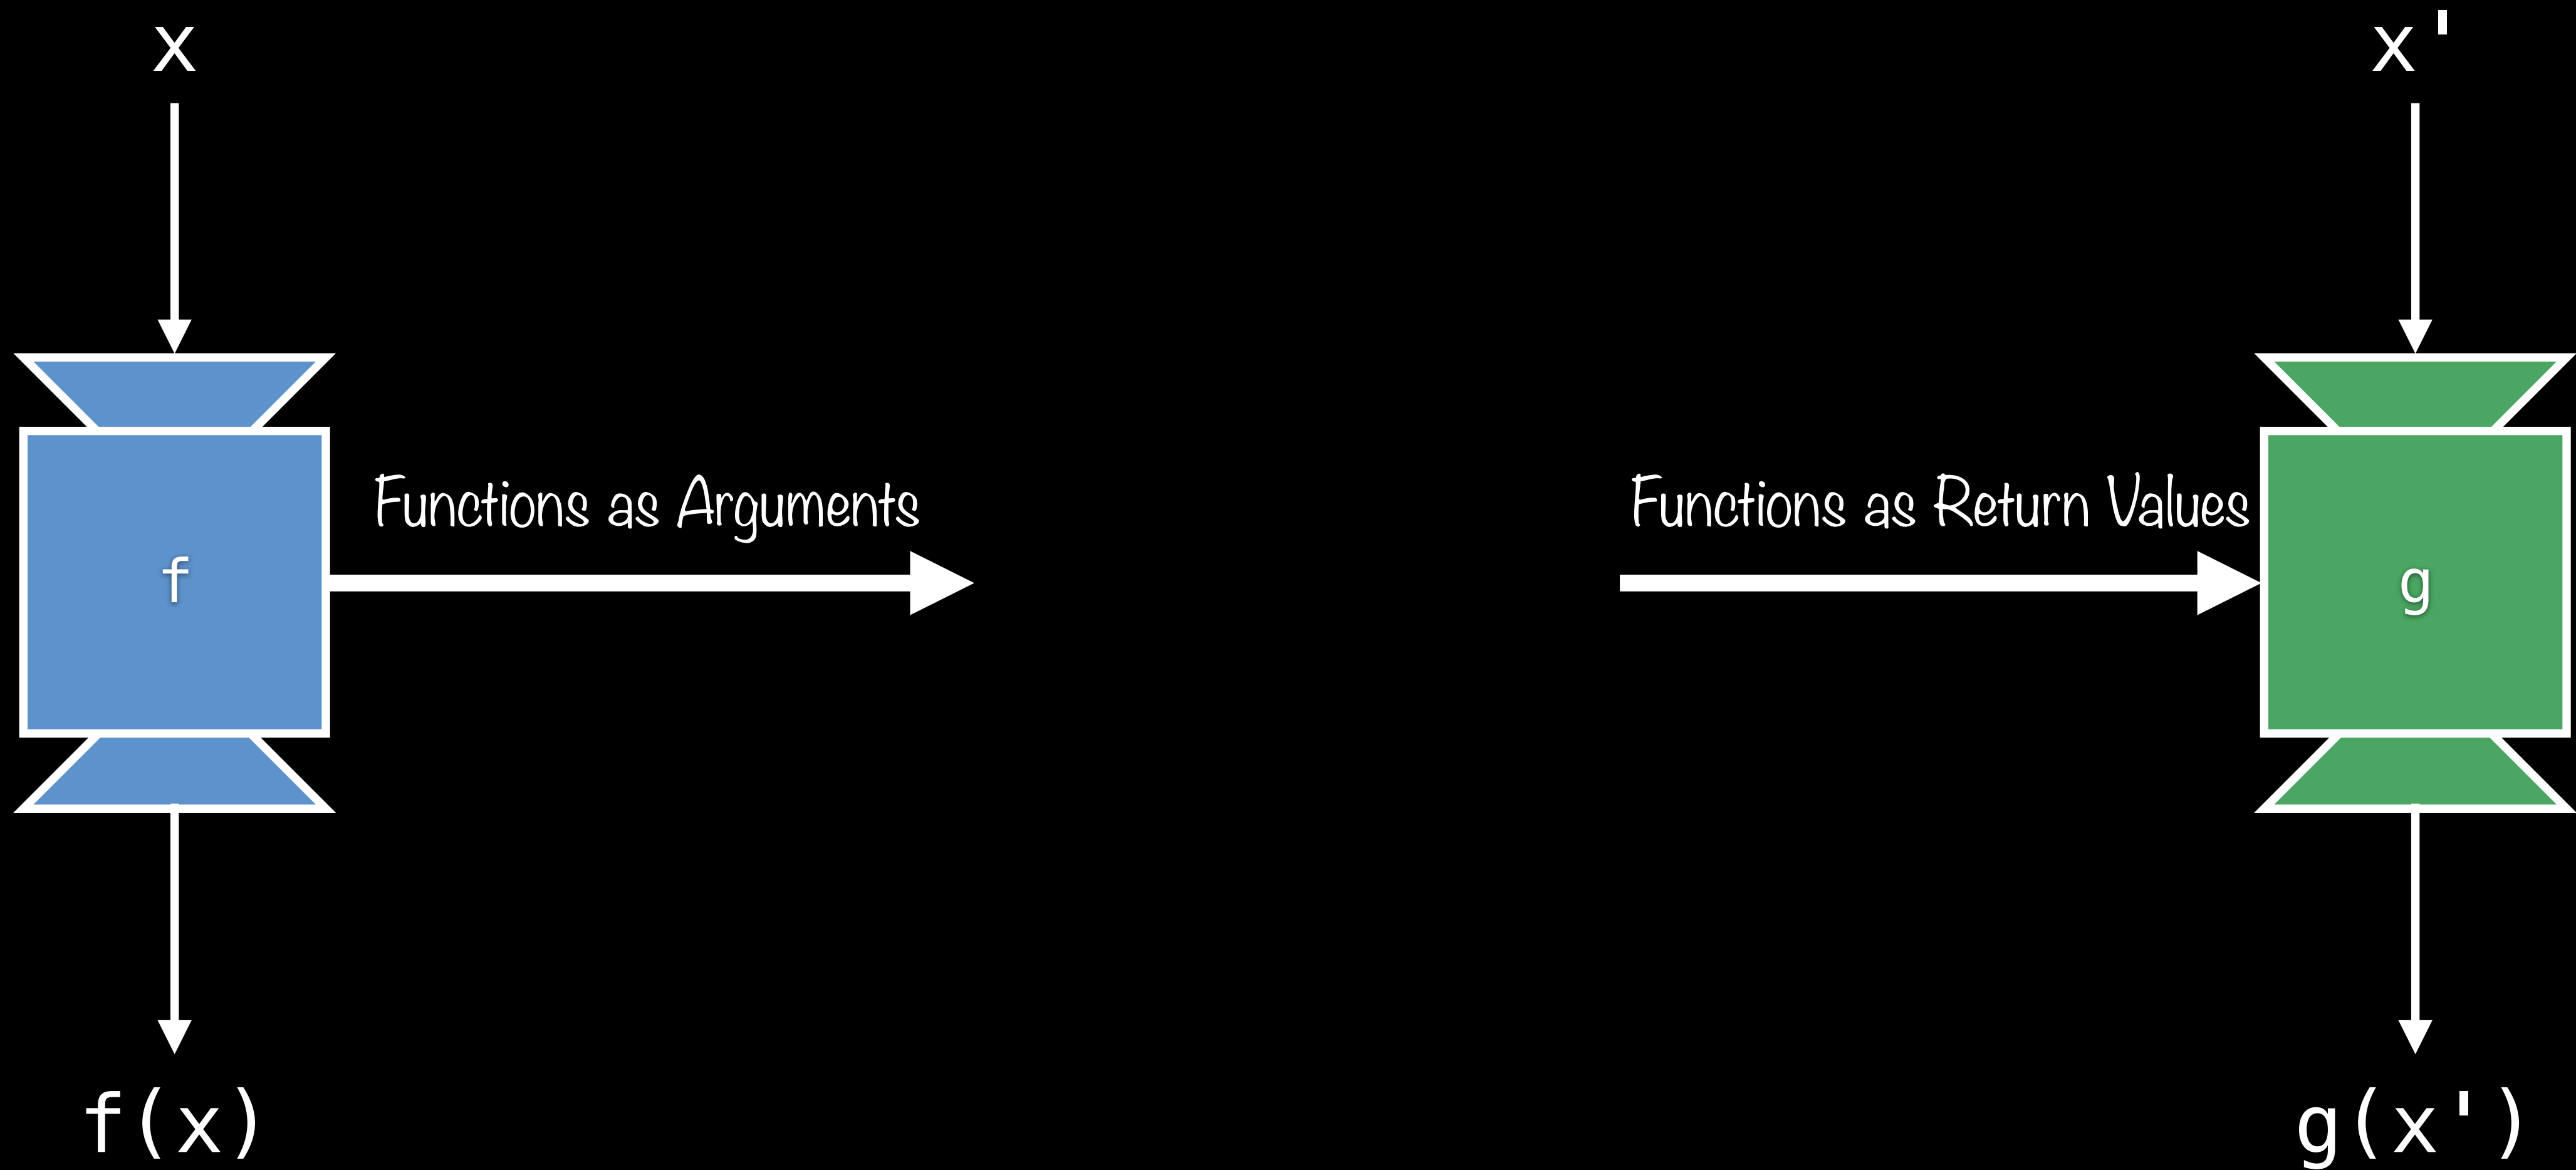 x
x'
Functions as Arguments
Functions as Return Values
f
g
f(x)
g(x')